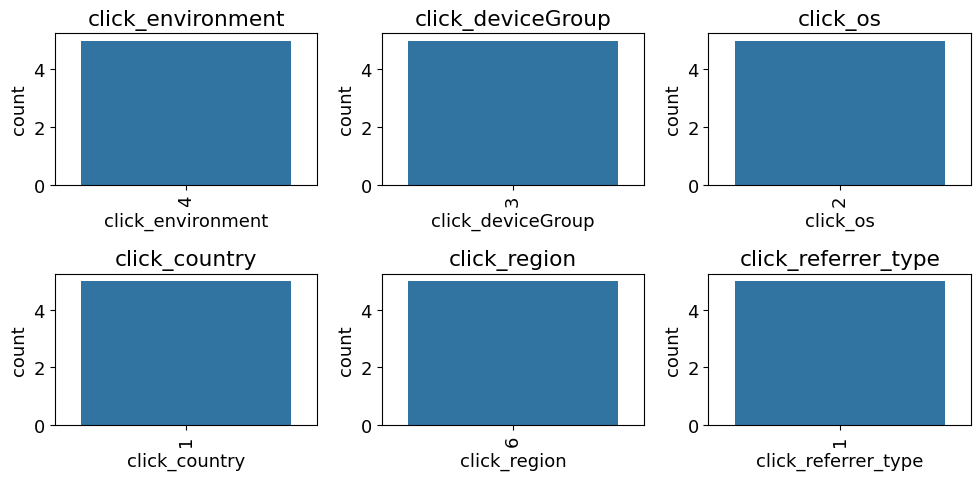 click_environment
count
4
2
0
4
click_environment
click_deviceGroup
count
4
2
0
3
click_deviceGroup
click_os
count
4
2
0
2
click_os
click_country
count
4
2
0
1
click_country
click_region
count
4
2
0
6
click_region
click_referrer_type
count
4
2
0
1
click_referrer_type